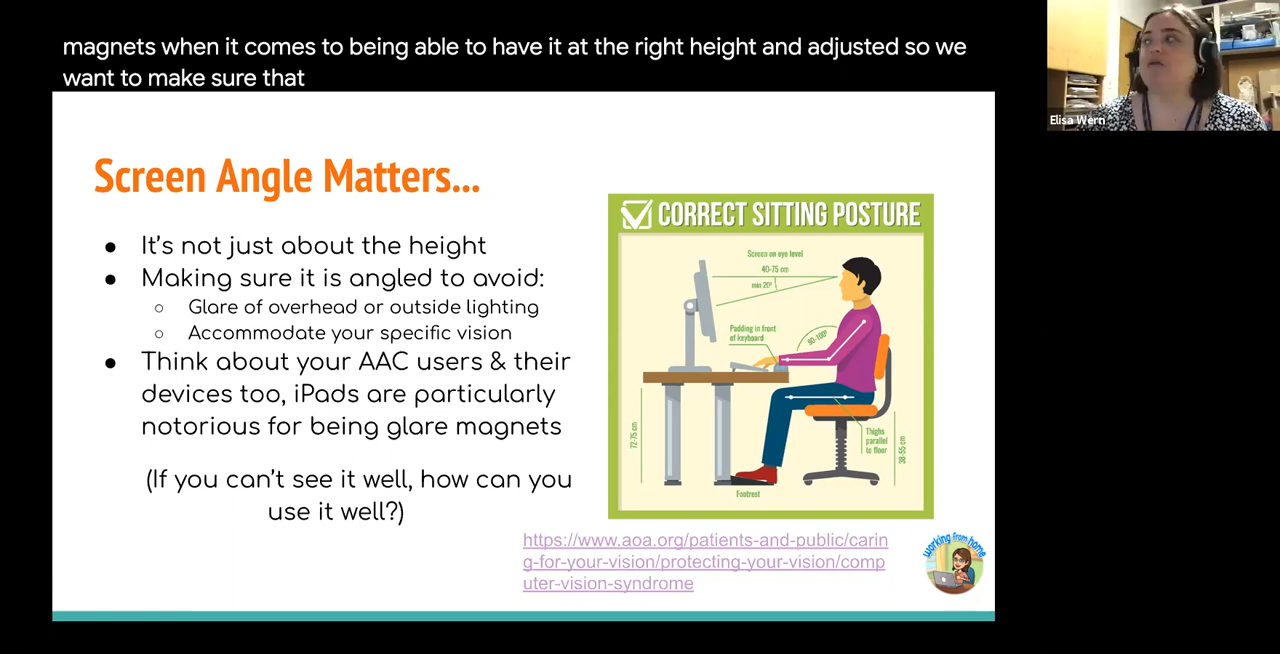 magnets when it comes to being able to have it at the right height and adjusted so we
want to make sure that
Elisa Wern
Screen Angle Matters...
● It's not just about the height
● Making sure it is angled to avoid:
○ Glare of overhead or outside lighting
○ Accommodate your specific vision
● Think about your AAC users & their
devices too, iPads are particularly
notorious for being glare magnets
(If you can't see it well, how can you
use it well?)
CORRECT SITTING POSTURE
Screen on eye level
40-75 cm
min 20º
Padding in front
of keyboard
90-100º
72-75 cm
Thighs
parallel
to floor
38-55 cm
Footrest
https://www.aoa.org/patients-and-public/carin
g-for-your-vision/protecting-your-vision/comp
uter-vision-syndrome
working from home